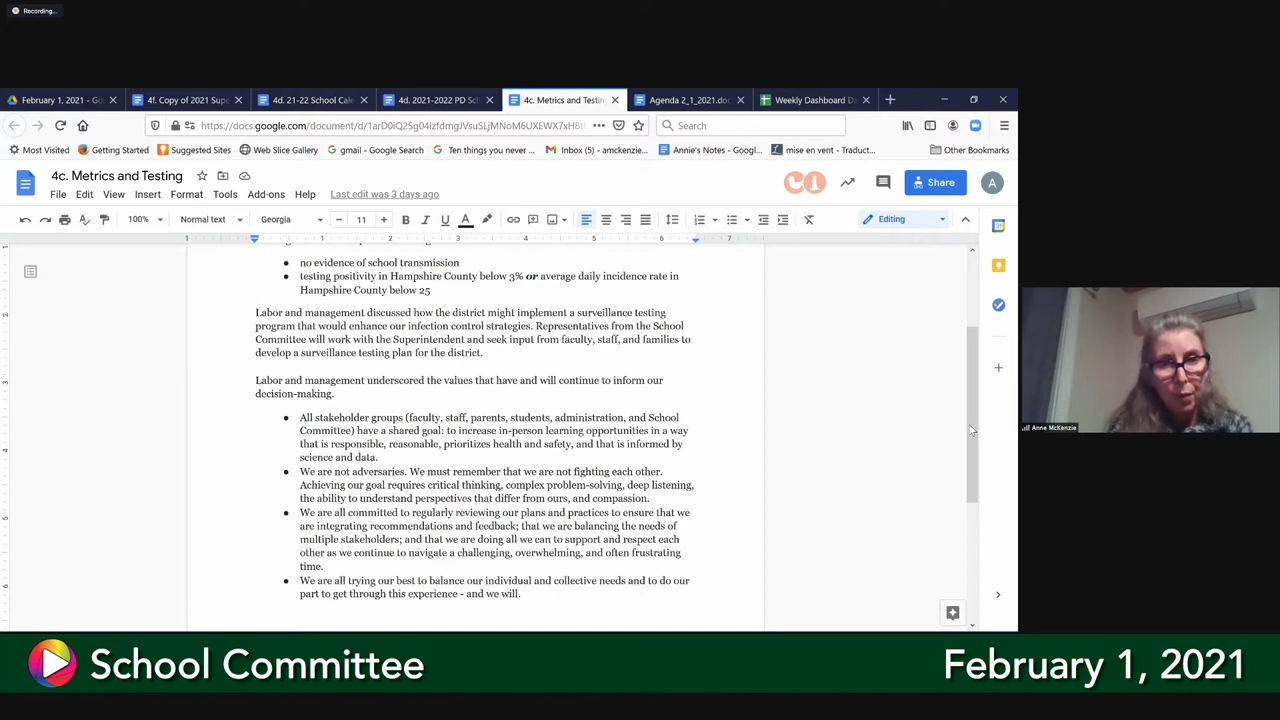 Recording...
February 1, 2021 - Go
4f. Copy of 2021 Supe
4d. 21-22 School Cale
4d. 2021-2022 PD Sch
4c. Metrics and Testing
Agenda 2_1_2021.doc
Weekly Dashboard Da
Search
Most Visited
Getting Started
Suggested Sites
Web Slice Gallery
gmail - Google Search
Ten things you never ...
Inbox (5) - amckenzie...
Annie's Notes - Googl...
mise en vent - Traduct...
Other Bookmarks
4c. Metrics and Testing
File Edit View Insert Format Tools Add-ons Help Last edit was 3 days ago
Share
A
100% Normal text Georgia 11 B I U A Editing
1 1 2 3 4 5 6 7
no evidence of school transmission
testing positivity in Hampshire County below 3% or average daily incidence rate in
Hampshire County below 25
Labor and management discussed how the district might implement a surveillance testing
program that would enhance our infection control strategies. Representatives from the School
Committee will work with the Superintendent and seek input from faculty, staff, and families to
develop a surveillance testing plan for the district.
Labor and management underscored the values that have and will continue to inform our
decision-making.
All stakeholder groups (faculty, staff, parents, students, administration, and School
Committee) have a shared goal: to increase in-person learning opportunities in a way
that is responsible, reasonable, prioritizes health and safety, and that is informed by
science and data.
We are not adversaries. We must remember that we are not fighting each other.
Achieving our goal requires critical thinking, complex problem-solving, deep listening,
the ability to understand perspectives that differ from ours, and compassion.
We are all committed to regularly reviewing our plans and practices to ensure that we
are integrating recommendations and feedback; that we are balancing the needs of
multiple stakeholders; and that we are doing all we can to support and respect each
other as we continue to navigate a challenging, overwhelming, and often frustrating
time.
We are all trying our best to balance our individual and collective needs and to do our
part to get through this experience - and we will.
Anne McKenzie
School Committee
February 1, 2021